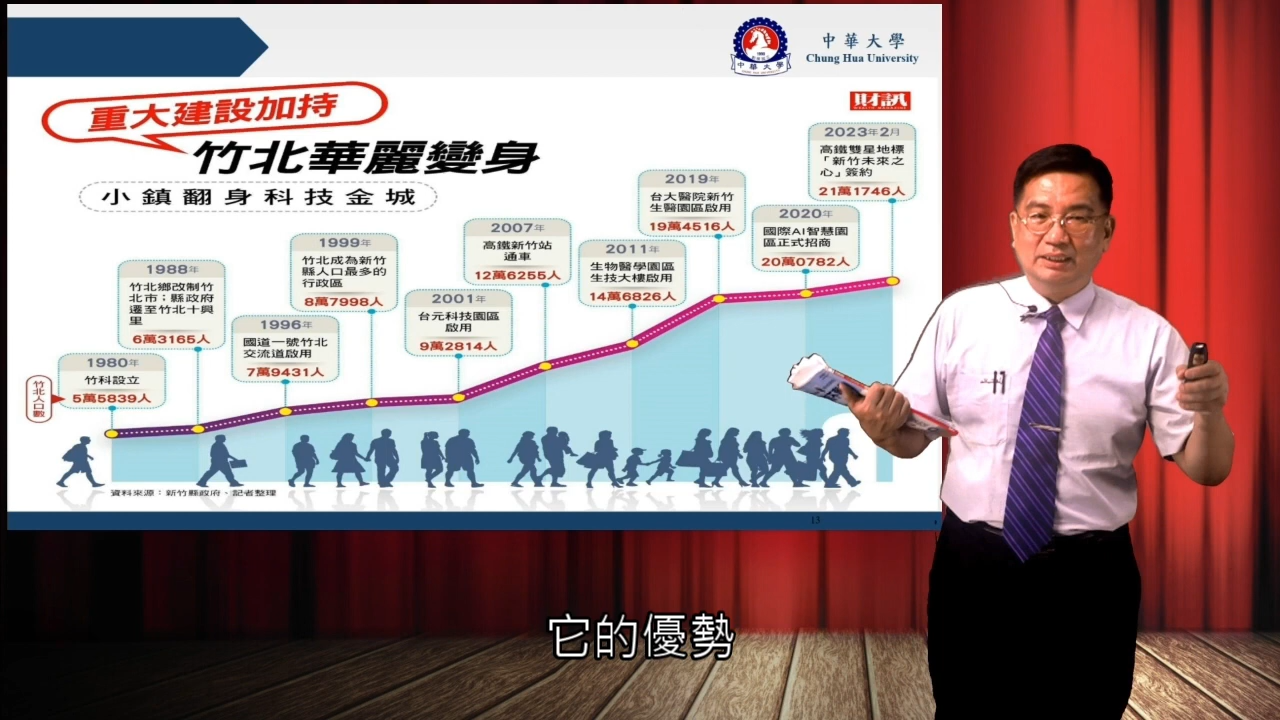 中華大學
Chung Hua University
中華大學
重大建設加持
竹北華麗變身
小鎮翻身科技金城
財訊
1980年
竹科設立
5萬5839人
竹北人口數
1988年
竹北鄉改制竹
北市；縣政府
遷至竹北十興
里
6萬3165人
1996年
國道一號竹北
交流道啟用
7萬9431人
1999年
竹北成為新竹
縣人口最多的
行政區
8萬7998人
2001年
台元科技園區
啟用
9萬2814人
2007年
高鐵新竹站
通車
12萬6255人
2011年
生物醫學園區
生技大樓啟用
14萬6826人
2019年
台大醫院新竹
生醫園區啟用
19萬4516人
2020年
國際AI智慧園
區正式招商
20萬0782人
2023年2月
高鐵雙星地標
「新竹未來之
心」簽約
21萬1746人
資料來源：新竹縣政府、記者整理
13
它的優勢